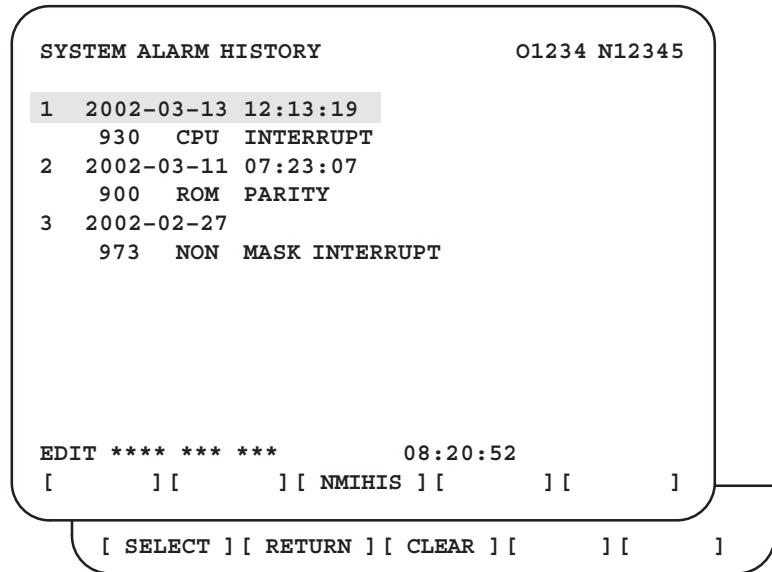 SYSTEM ALARM HISTORY O1234 N12345
1 2002-03-13 12:13:19
930 CPU INTERRUPT
2 2002-03-11 07:23:07
900 ROM PARITY
3 2002-02-27
973 NON MASK INTERRUPT
EDIT **** *** *** 08:20:52
[ ] [ ] [ NMIHIS ] [ ] [ ]
[ SELECT ] [ RETURN ] [ CLEAR ] [ ] [ ]